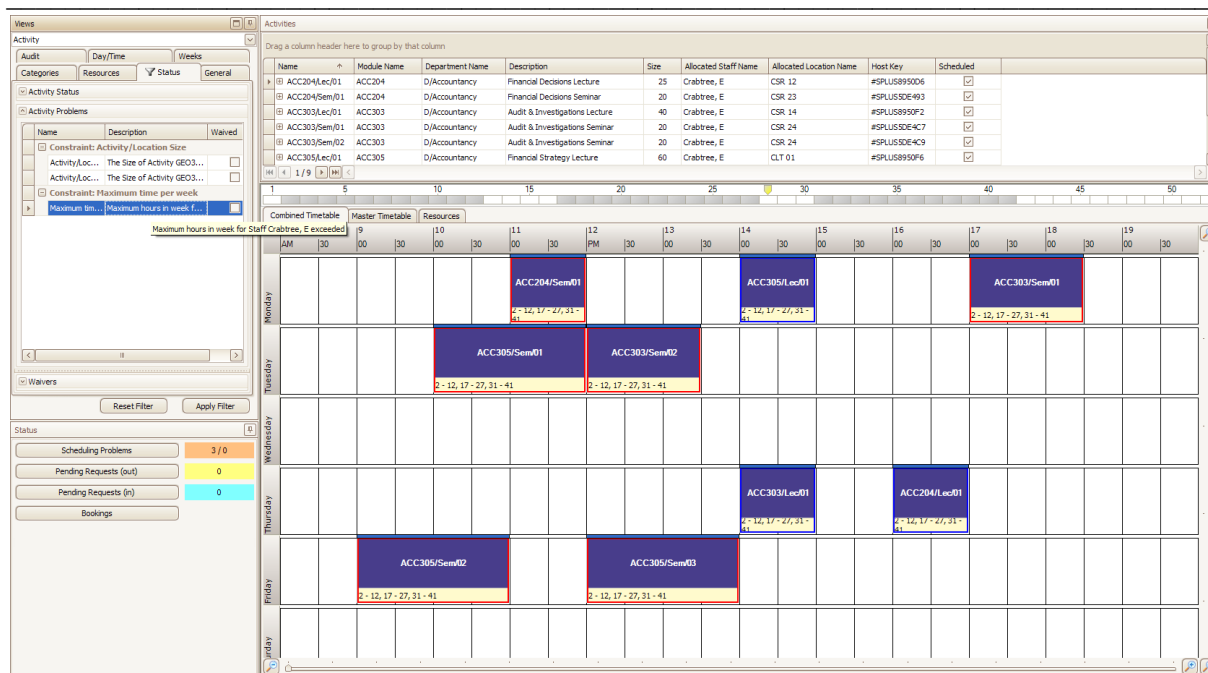 Views
Activity
Audit Day/Time Weeks
Categories Resources Status General
Activity Status
Activity Problems
Name Description Waived
Constraint: Activity/Location Size
Activity/Loc... The Size of Activity GEO3...
Activity/Loc... The Size of Activity GEO3...
Constraint: Maximum time per week
Maximum tim... Maximum hours in week f...
Maximum hours in week for Staff Crabtree, E exceeded
Waivers
Reset Filter Apply Filter
Status
Scheduling Problems 3 / 0
Pending Requests (out) 0
Pending Requests (in) 0
Bookings
Activities
Drag a column header here to group by that column
Name Module Name Department Name Description Size Allocated Staff Name Allocated Location Name Host Key Scheduled
ACC204/Lec/01 ACC204 D/Accountancy Financial Decisions Lecture 25 Crabtree, E CSR 12 #SPLUS8950D6
ACC204/Sem/01 ACC204 D/Accountancy Financial Decisions Seminar 20 Crabtree, E CSR 23 #SPLUS5DE493
ACC303/Lec/01 ACC303 D/Accountancy Audit & Investigations Lecture 40 Crabtree, E CSR 14 #SPLUS8950F2
ACC303/Sem/01 ACC303 D/Accountancy Audit & Investigations Seminar 20 Crabtree, E CSR 24 #SPLUS5DE4C7
ACC303/Sem/02 ACC303 D/Accountancy Audit & Investigations Seminar 20 Crabtree, E CSR 24 #SPLUS5DE4C9
ACC305/Lec/01 ACC305 D/Accountancy Financial Strategy Lecture 60 Crabtree, E CLT 01 #SPLUS8950F6
1 / 9
1 5 10 15 20 25 30 35 40 45 50
Combined Timetable Master Timetable Resources
9 10 11 12 13 14 15 16 17 18 19
AM 30 00 30 00 30 00 30 PM 30 00 30 00 30 00 30 00 30 00 30 00 30 00 30
Monday
ACC204/Sem/01 ACC305/Lec/01 ACC303/Sem/01
2 - 12, 17 - 27, 31 - 2 - 12, 17 - 27, 31 - 2 - 12, 17 - 27, 31 - 41
41 41
Tuesday
ACC305/Sem/01 ACC303/Sem/02
2 - 12, 17 - 27, 31 - 41 2 - 12, 17 - 27, 31 - 41
Wednesday
Thursday
ACC303/Lec/01 ACC204/Lec/01
2 - 12, 17 - 27, 31 - 2 - 12, 17 - 27, 31 -
41 41
Friday
ACC305/Sem/02 ACC305/Sem/03
2 - 12, 17 - 27, 31 - 41 2 - 12, 17 - 27, 31 - 41
urday